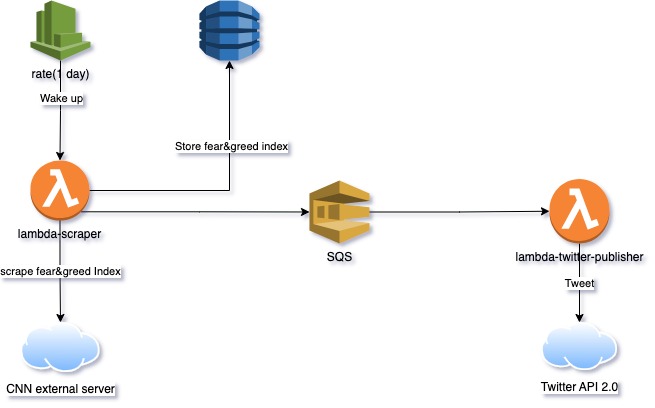 rate(1 day)
Wake up
Store fear&greed index
lambda-scraper
SQS
lambda-twitter-publisher
scrape fear&greed Index
Tweet
CNN external server
Twitter API 2.0